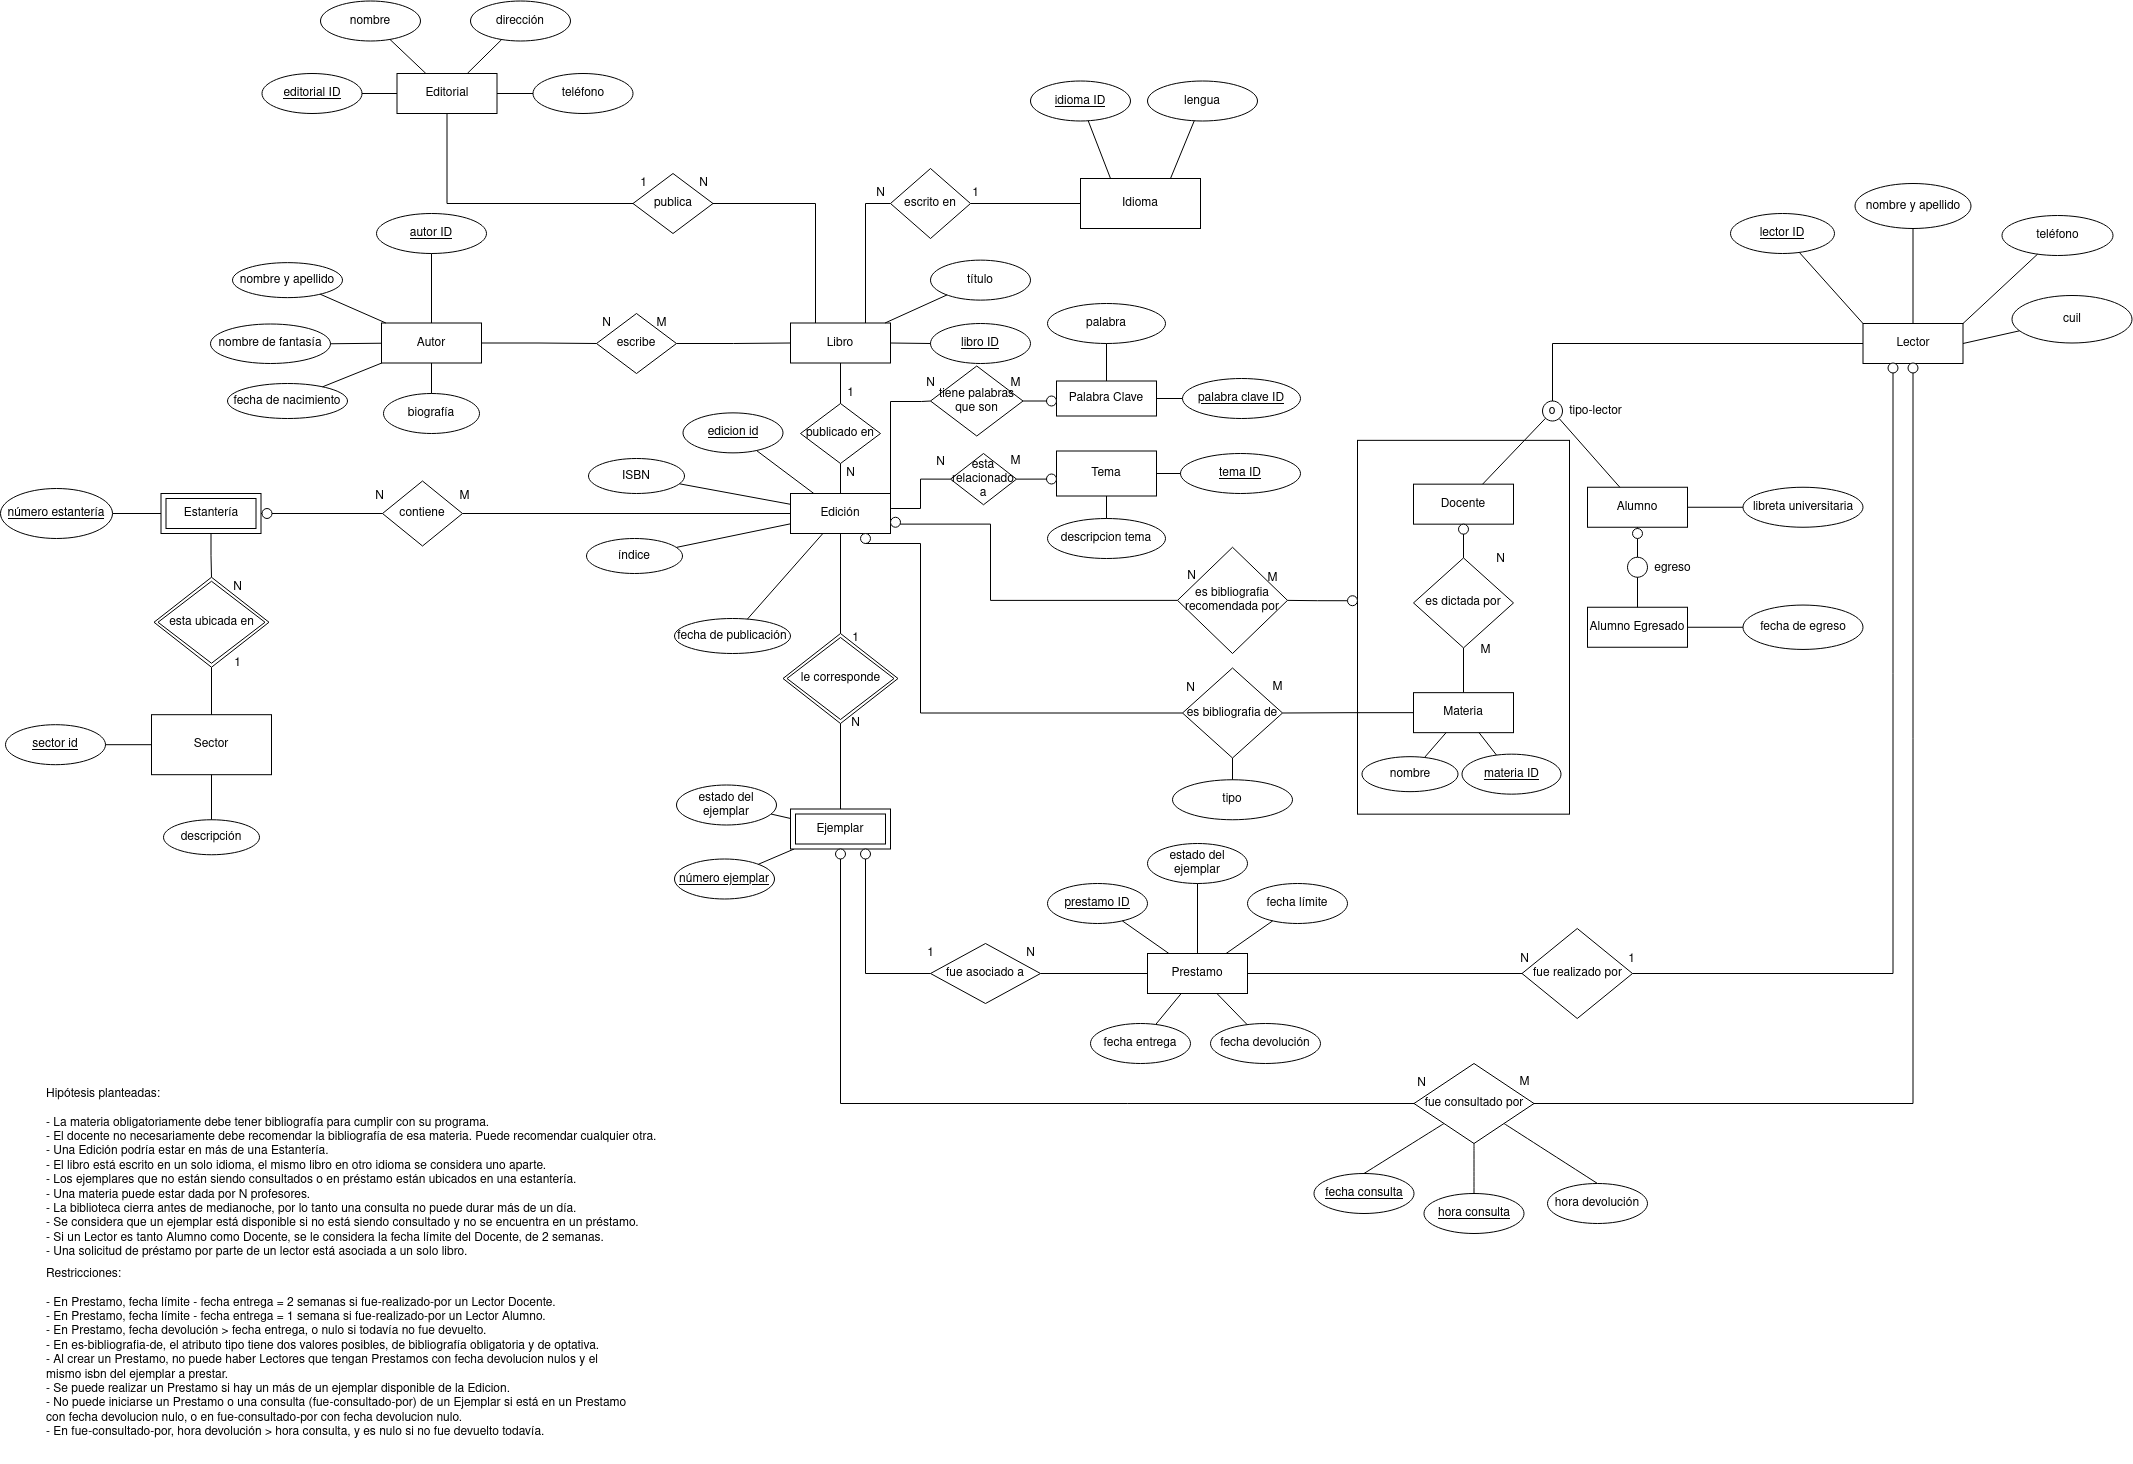 nombre
dirección
editorial ID
Editorial
teléfono
idioma ID
lengua
1
N
publica
N
1
escrito en
Idioma
autor ID
nombre y apellido
nombre de fantasía
fecha de nacimiento
biografía
Autor
N
M
escribe
Libro
título
libro ID
lector ID
nombre y apellido
teléfono
cuil
Lector
palabra
N
M
tiene palabras
que son
Palabra Clave
palabra clave ID
1
publicado en
N
edicion id
ISBN
índice
fecha de publicación
Edición
N
M
esta
relacionado
a
Tema
tema ID
descripcion tema
o
tipo-lector
número estantería
Estantería
N
M
contiene
N
esta ubicada en
1
sector id
Sector
descripción
N
M
es bibliografia
recomendada por
Docente
N
es dictada por
M
Alumno
libreta universitaria
egreso
Alumno Egresado
fecha de egreso
1
le corresponde
N
N
M
es bibliografia de
tipo
Materia
nombre
materia ID
estado del
ejemplar
Ejemplar
número ejemplar
estado del
ejemplar
prestamo ID
fecha límite
1
N
fue asociado a
Prestamo
N
1
fue realizado por
fecha entrega
fecha devolución
N
M
fue consultado por
fecha consulta
hora consulta
hora devolución
Hipótesis planteadas:
- La materia obligatoriamente debe tener bibliografía para cumplir con su programa.
- El docente no necesariamente debe recomendar la bibliografía de esa materia. Puede recomendar cualquier otra.
- Una Edición podría estar en más de una Estantería.
- El libro está escrito en un solo idioma, el mismo libro en otro idioma se considera uno aparte.
- Los ejemplares que no están siendo consultados o en préstamo están ubicados en una estantería.
- Una materia puede estar dada por N profesores.
- La biblioteca cierra antes de medianoche, por lo tanto una consulta no puede durar más de un día.
- Se considera que un ejemplar está disponible si no está siendo consultado y no se encuentra en un préstamo.
- Si un Lector es tanto Alumno como Docente, se le considera la fecha límite del Docente, de 2 semanas.
- Una solicitud de préstamo por parte de un lector está asociada a un solo libro.
Restricciones:
- En Prestamo, fecha límite - fecha entrega = 2 semanas si fue-realizado-por un Lector Docente.
- En Prestamo, fecha límite - fecha entrega = 1 semana si fue-realizado-por un Lector Alumno.
- En Prestamo, fecha devolución > fecha entrega, o nulo si todavía no fue devuelto.
- En es-bibliografia-de, el atributo tipo tiene dos valores posibles, de bibliografía obligatoria y de optativa.
- Al crear un Prestamo, no puede haber Lectores que tengan Prestamos con fecha devolucion nulos y el
mismo isbn del ejemplar a prestar.
- Se puede realizar un Prestamo si hay un más de un ejemplar disponible de la Edicion.
- No puede iniciarse un Prestamo o una consulta (fue-consultado-por) de un Ejemplar si está en un Prestamo
con fecha devolucion nulo, o en fue-consultado-por con fecha devolucion nulo.
- En fue-consultado-por, hora devolución > hora consulta, y es nulo si no fue devuelto todavía.